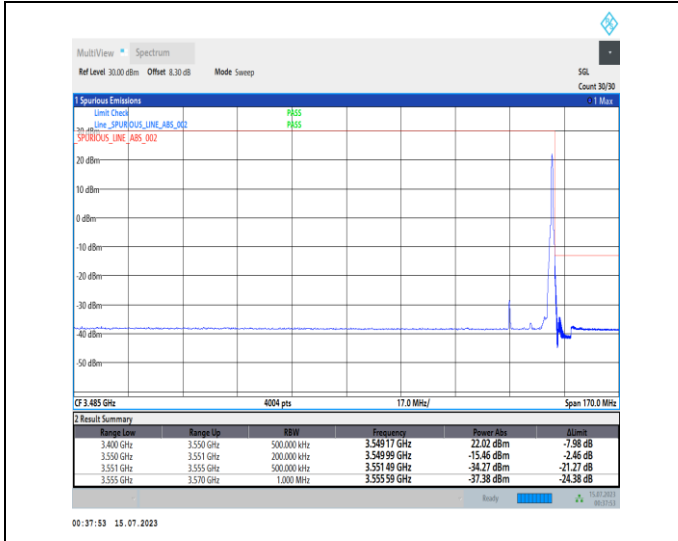 MultiView Spectrum
Ref Level 30.00 dBm Offset 8.30 dB Mode Sweep SGL
Count 30/30
1 Spurious Emissions 1 Max
Limit Check PASS
Line _SPURIOUS_LINE_ABS_002 PASS
30 dBm
_SPURIOUS_LINE_ABS_002
20 dBm
10 dBm
0 dBm
-10 dBm
-20 dBm
-30 dBm
-40 dBm
-50 dBm
CF 3.485 GHz 4004 pts 17.0 MHz/ Span 170.0 MHz
2 Result Summary
Range Low Range Up RBW Frequency Power Abs ΔLimit
3.400 GHz 3.550 GHz 500.000 kHz 3.549 17 GHz 22.02 dBm -7.98 dB
3.550 GHz 3.551 GHz 200.000 kHz 3.549 99 GHz -15.46 dBm -2.46 dB
3.551 GHz 3.555 GHz 500.000 kHz 3.551 49 GHz -34.27 dBm -21.27 dB
3.555 GHz 3.570 GHz 1.000 MHz 3.555 59 GHz -37.38 dBm -24.38 dB
Ready 15.07.2023
00:37:53
00:37:53 15.07.2023